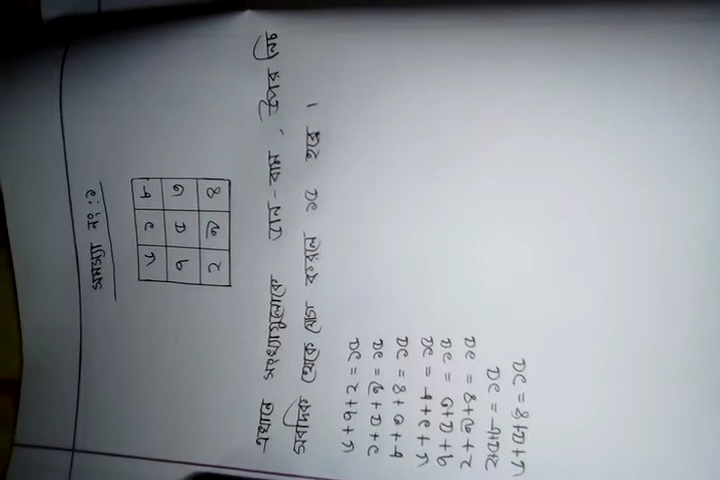 সমস্যা নং: ১
৬ ১ ৮
৭ ৫ ৩
২ ৯ ৪
এখানে সংখ্যাগুলোকে ডান - বাম, উপর নিচ
সবদিক থেকে যোগ করলে ১৫ হবে ।
৬+৭+২ = ১৫
১+৫+৯ = ১৫
৮+৩+৪ = ১৫
৬+১+৮ = ১৫
৭+৫+৩ = ১৫
২+৯+৪ = ১৫
২+৫+৮ = ১৫
৬+৫+৪ = ১৫